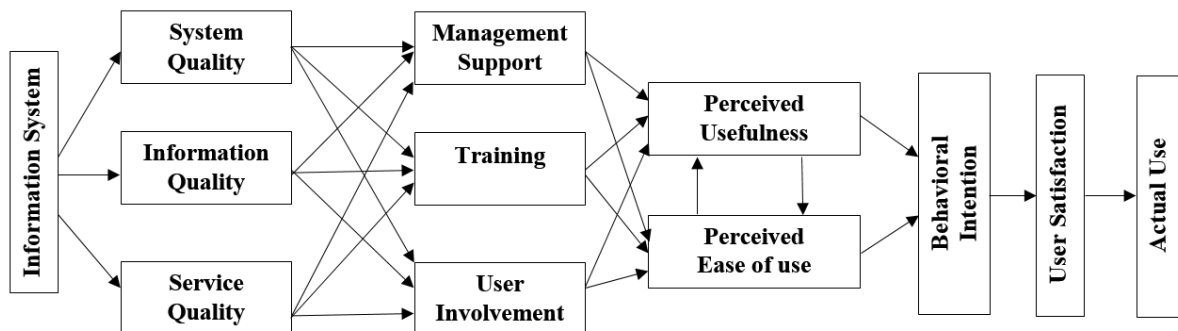 Information System
System
Quality
Information
Quality
Service
Quality
Management
Support
Training
User
Involvement
Perceived
Usefulness
Perceived
Ease of use
Behavioral
Intention
User Satisfaction
Actual Use